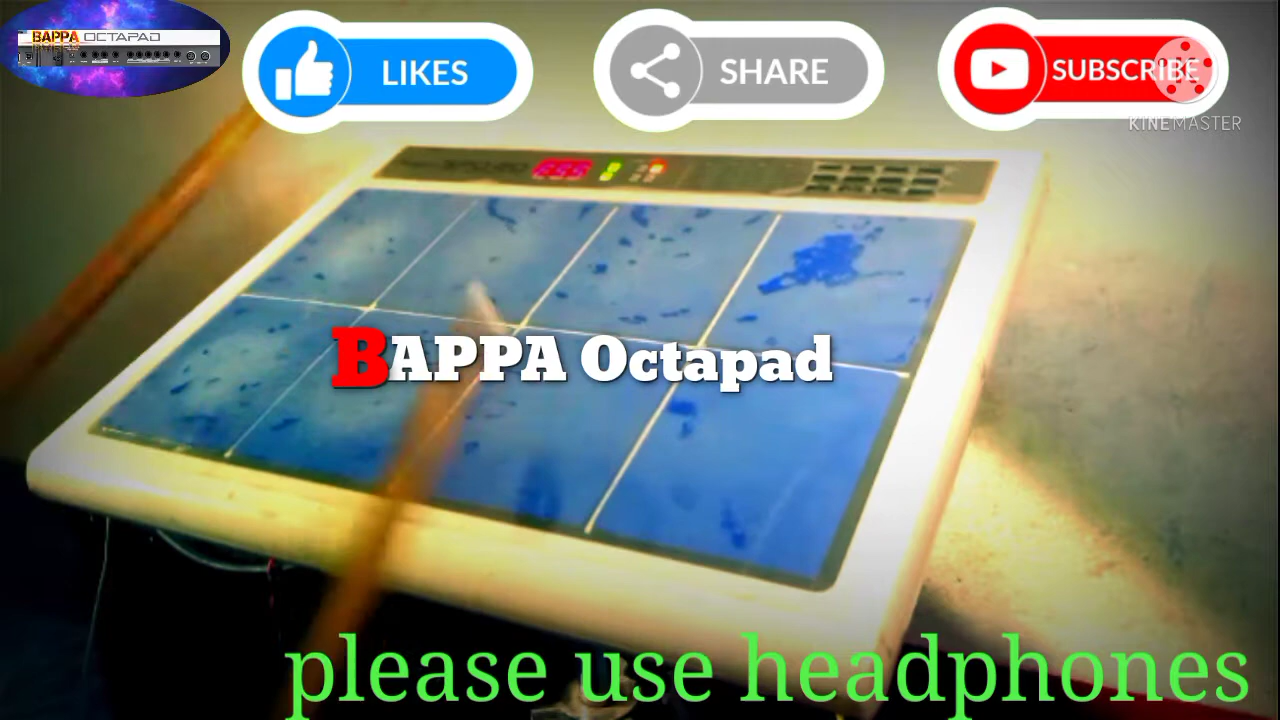 BAPPA OCTAPAD
LIKES
SHARE
SUBSCRIBE
KINEMASTER
BAPPA Octapad
please use headphones